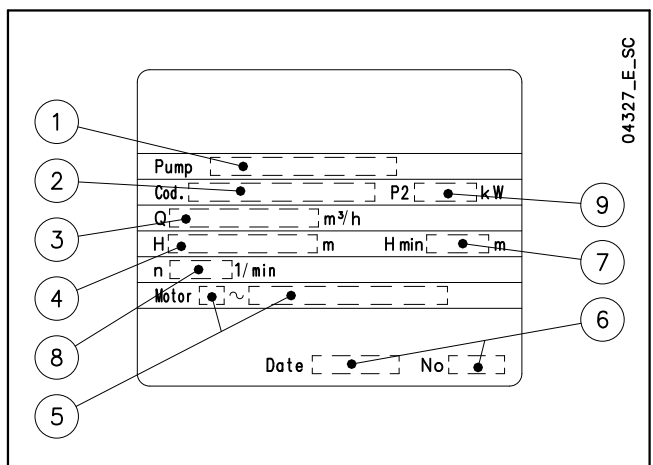 04327_E_SC
1
Pump
2
Cod. P2 kW
9
3
Q m³/h
H m H min m
7
4
n 1/min
Motor ~
8
6
Date No
5